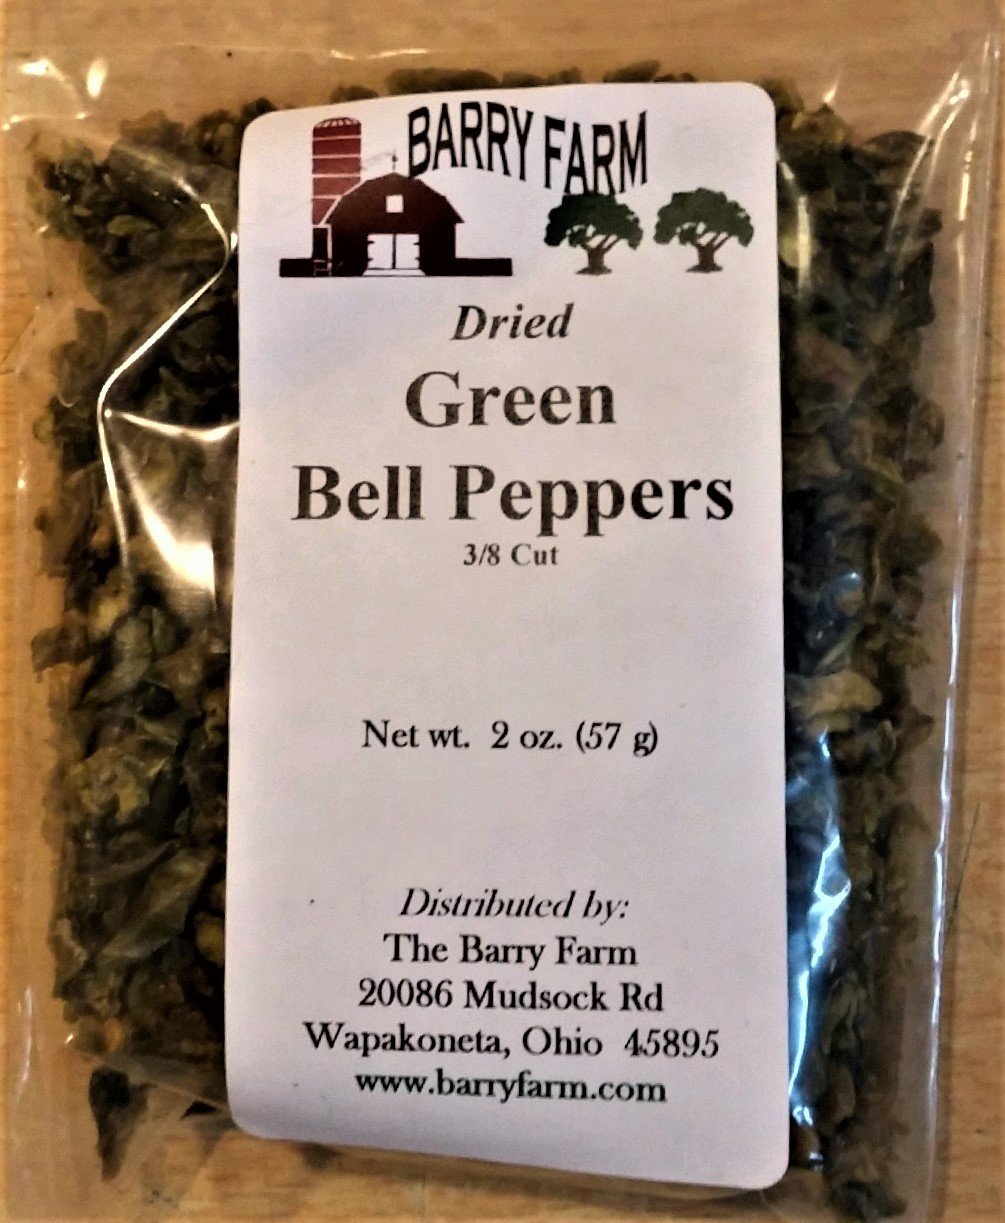 BARRY FARM
Dried
Green
Bell Peppers
3/8 Cut
Net wt. 2 oz. (57 g)
Distributed by:
The Barry Farm
20086 Mudsock Rd
Wapakoneta, Ohio 45895
www.barryfarm.com